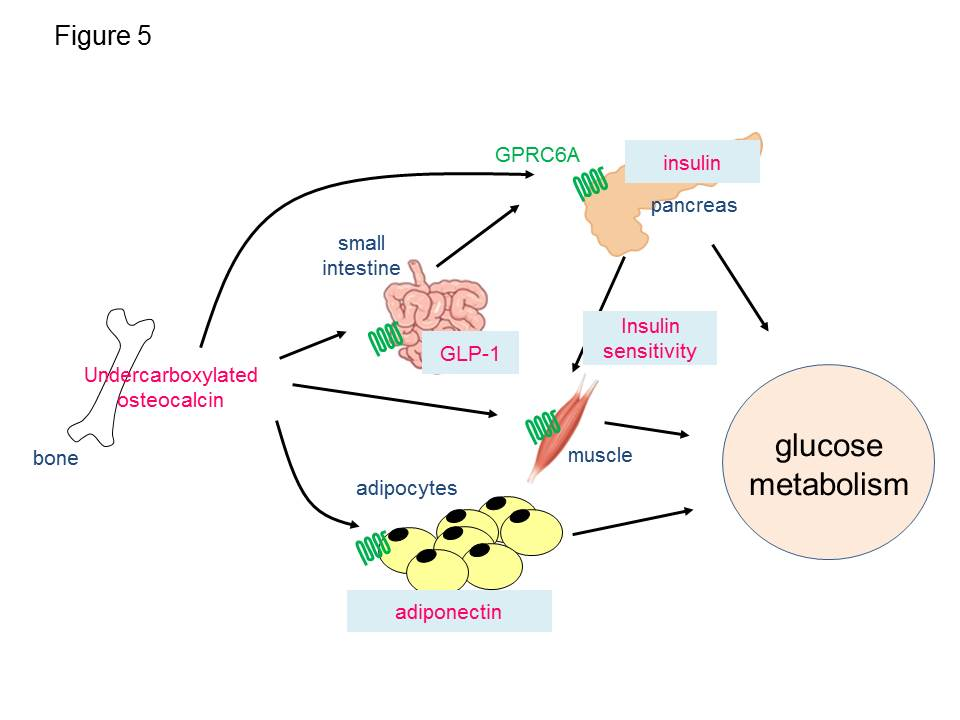 Figure 5
GPRC6A
insulin
pancreas
small
intestine
GLP-1
Insulin
sensitivity
Undercarboxylated
osteocalcin
bone
muscle
glucose
metabolism
adipocytes
adiponectin